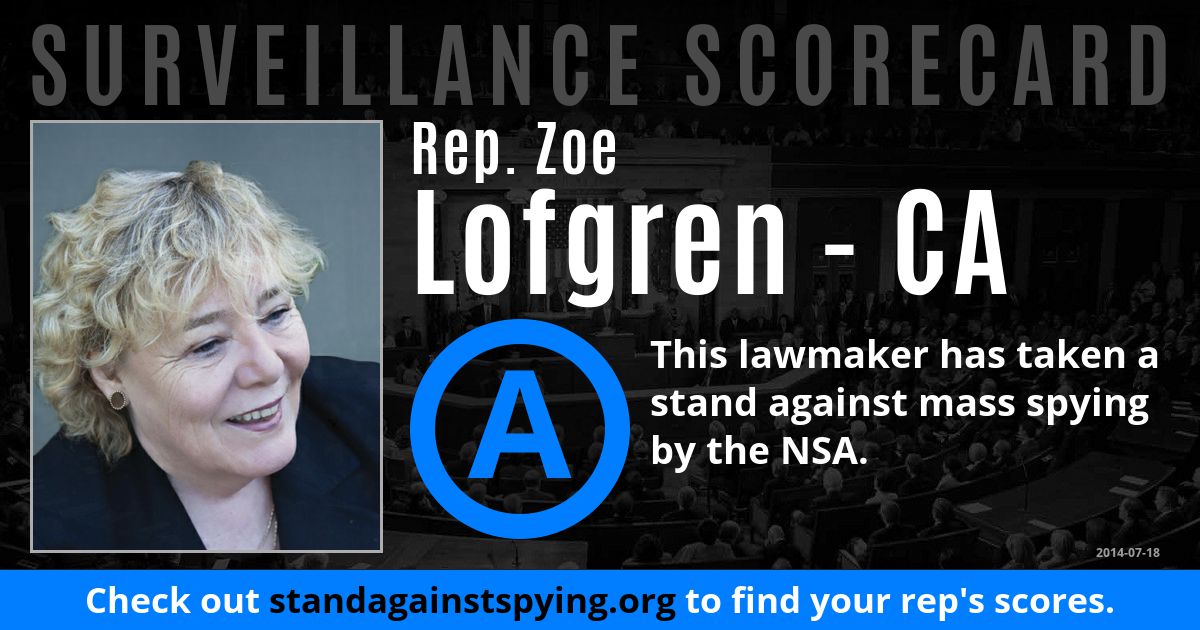 SURVEILLANCE SCORECARD
Rep. Zoe
Lofgren - CA
A
This lawmaker has taken a
stand against mass spying
by the NSA.
2014-07-18
Check out standagainstspying.org to find your rep's scores.